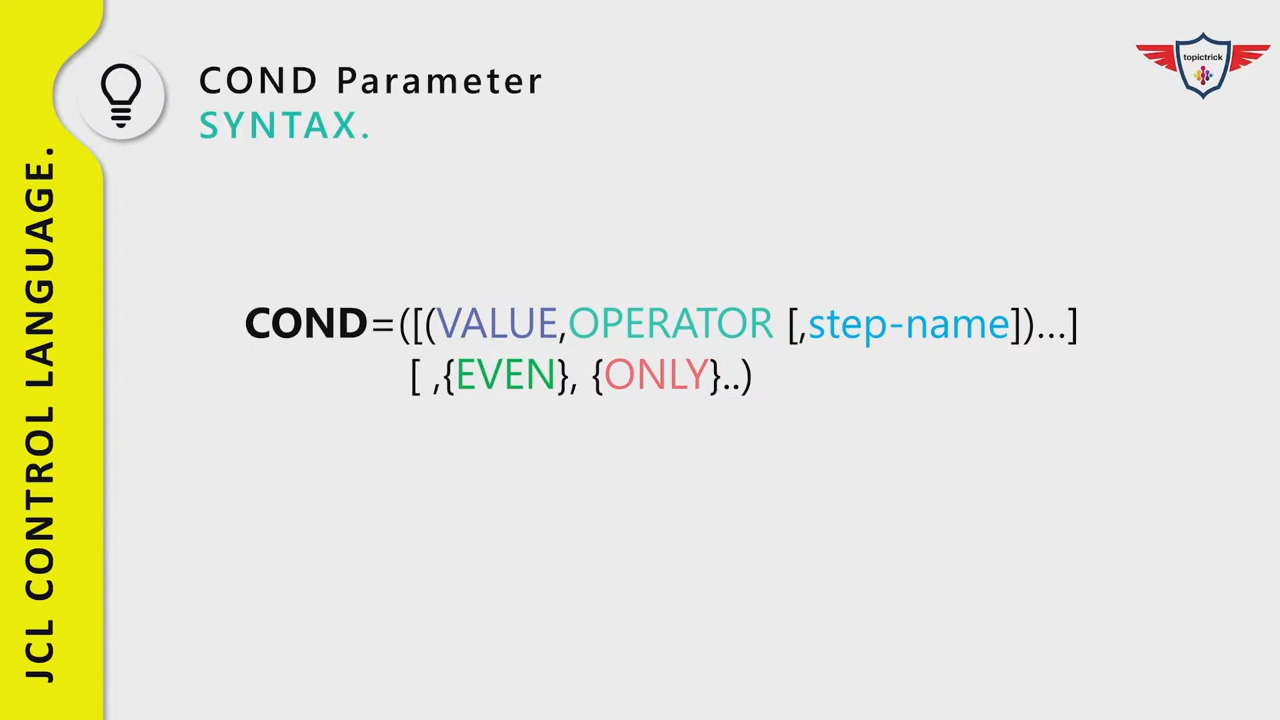 JCL CONTROL LANGUAGE.
COND Parameter
SYNTAX.
topictrick
COND=([(VALUE,OPERATOR [,step-name])...]
[ ,{EVEN}, {ONLY}..)